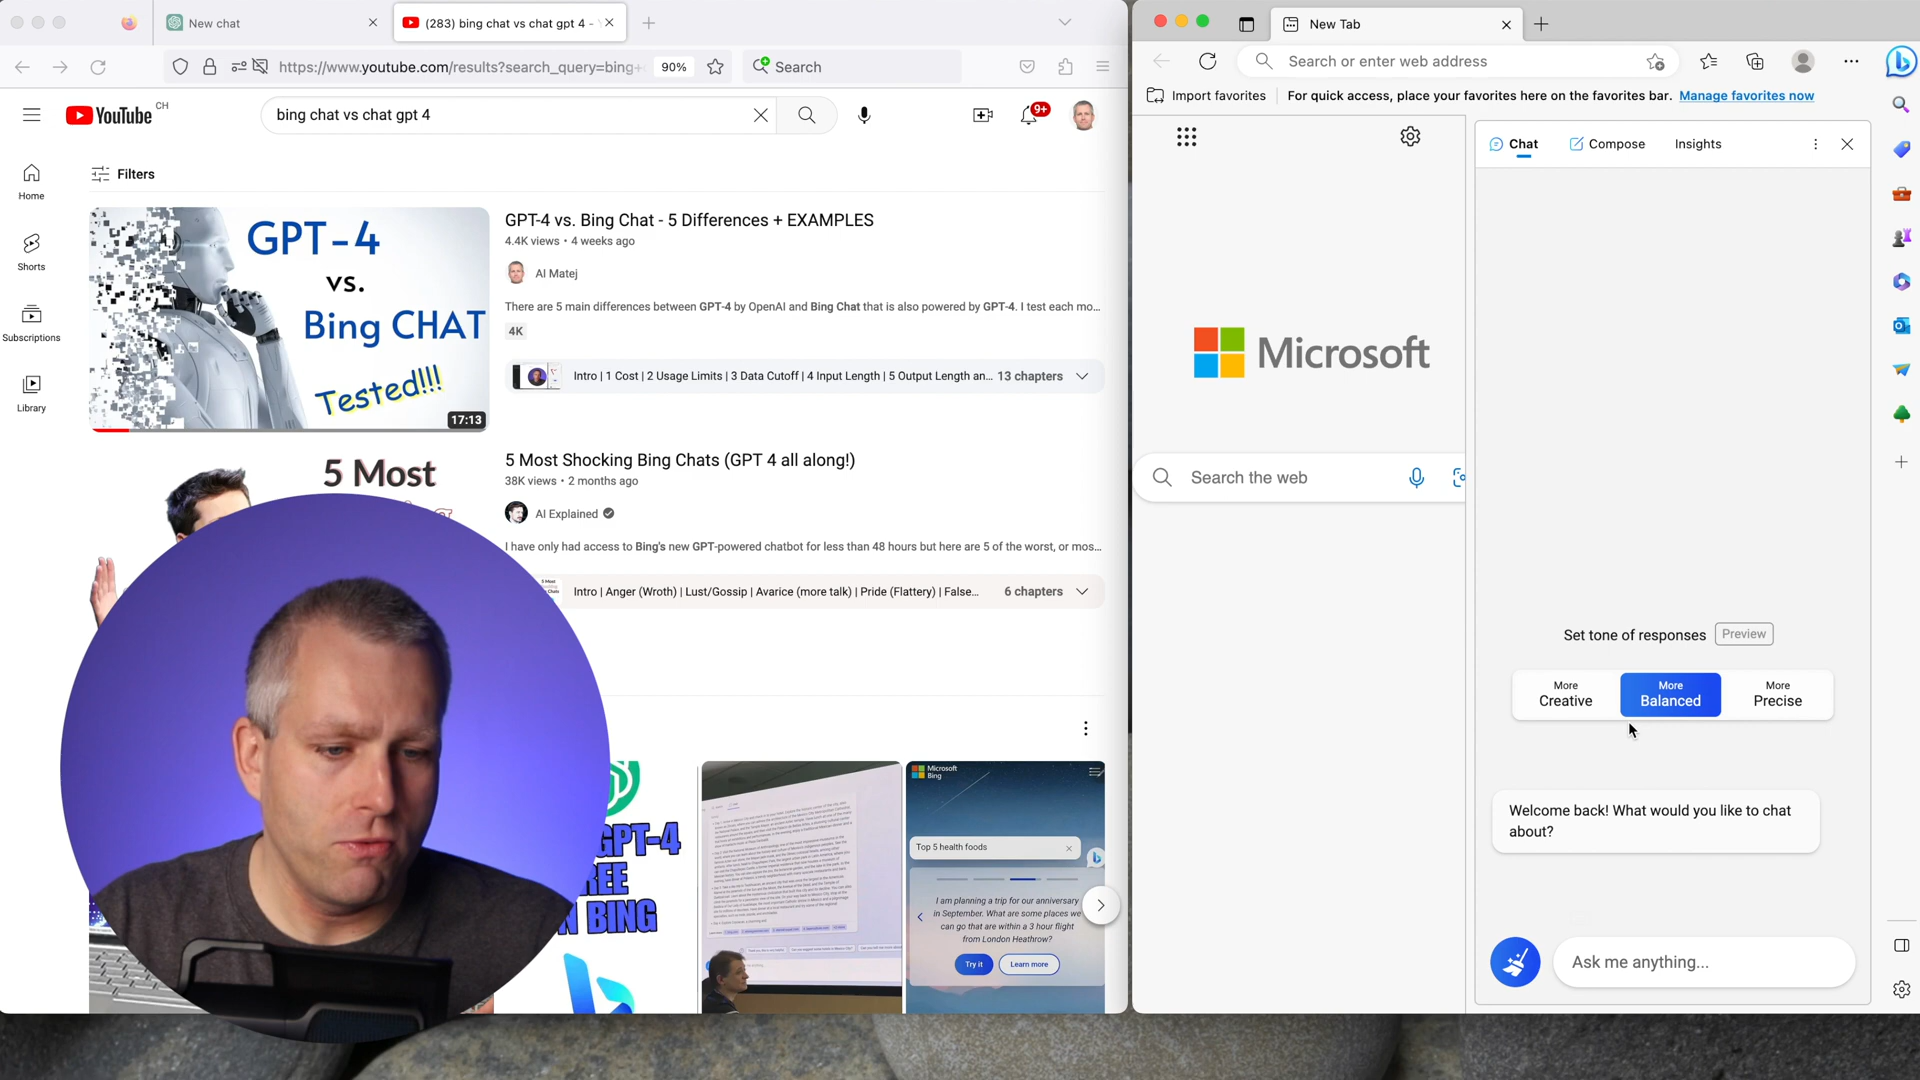 New chat
(283) bing chat vs chat gpt 4 -
https://www.youtube.com/results?search_query=bing+
90%
Search
YouTube CH
bing chat vs chat gpt 4
9+
Home
Shorts
Subscriptions
Library
Filters
GPT-4
vs.
Bing CHAT
Tested!!!
17:13
GPT-4 vs. Bing Chat - 5 Differences + EXAMPLES
4.4K views • 4 weeks ago
AI Matej
There are 5 main differences between GPT-4 by OpenAI and Bing Chat that is also powered by GPT-4. I test each mo...
4K
Intro | 1 Cost | 2 Usage Limits | 3 Data Cutoff | 4 Input Length | 5 Output Length an... 13 chapters
5 Most
5 Most Shocking Bing Chats (GPT 4 all along!)
38K views • 2 months ago
AI Explained
I have only had access to Bing's new GPT-powered chatbot for less than 48 hours but here are 5 of the worst, or mos...
Intro | Anger (Wroth) | Lust/Gossip | Avarice (more talk) | Pride (Flattery) | False... 6 chapters
GPT-4
BING
Microsoft
Bing
Top 5 health foods
I am planning a trip for our anniversary
in September. What are some places we
can go that are within a 3 hour flight
from London Heathrow?
Try it
Learn more
New Tab
Search or enter web address
Import favorites
For quick access, place your favorites here on the favorites bar. Manage favorites now
Microsoft
Search the web
Chat
Compose
Insights
Set tone of responses
Preview
More
Creative
More
Balanced
More
Precise
Welcome back! What would you like to chat
about?
Ask me anything...